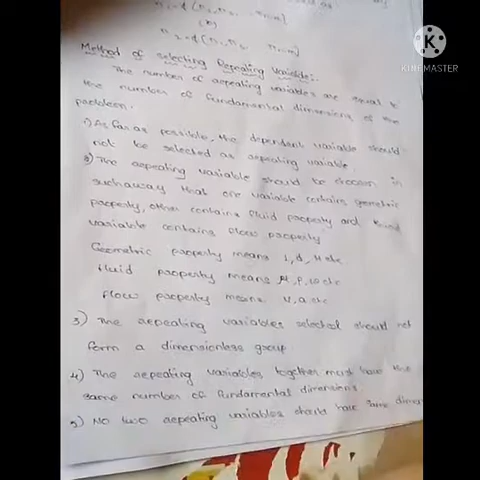 Method of selecting Repeating Variables:-
The number of repeating variables are equal to
the number of fundamental dimensions of the
problem.
1) As far as possible, the dependent variable should
not be selected as repeating variable.
2) The repeating variable should be choosen in
such a way that one variable contains geometric
property, other contains fluid property and third
variable contains flow property
Geometric property means L, d, H etc
fluid property means μ, ρ, ω etc
flow property means v, a etc
3) The repeating variables selected should not
form a dimensionless group.
4) The repeating variables together must have the
same number of fundamental dimensions.
5) No two repeating variables should have same
KINEMASTER